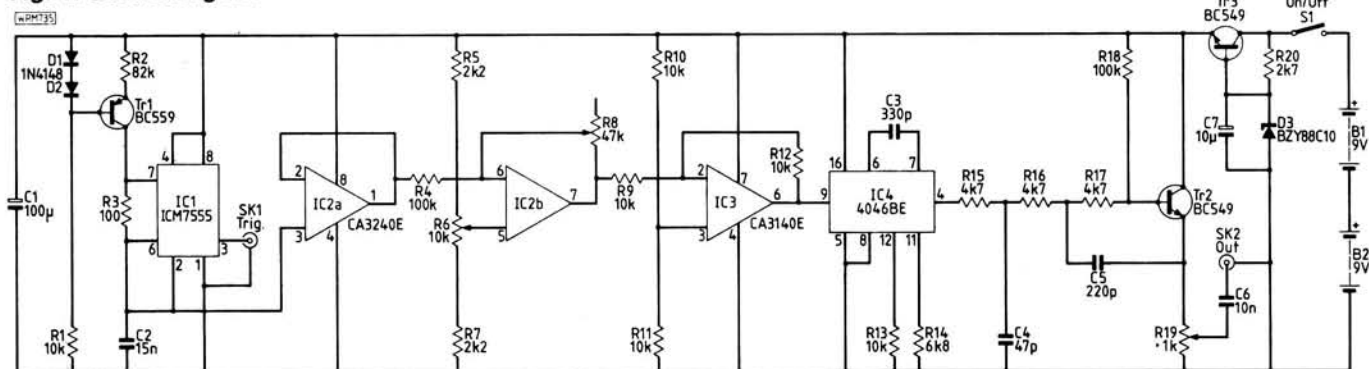 WRM735
Tr3
BC549
On/Off
S1
D1
1N4148
D2
R2
82k
Tr1
BC559
R5
2k2
R10
10k
R18
100k
R20
2k7
C3
330p
C7
10μ
D3
BZY88C10
B1
9V
C1
100μ
R3
100
4
8
7
IC1
ICM7555
6
3
2
1
SK1
Trig.
2
8
IC2a
1
CA3240E
3
4
R4
100k
R6
10k
6
IC2b
7
5
R8
47k
R9
10k
R12
10k
2
7
IC3
6
CA3140E
3
4
16
6
7
9
IC4
4046BE
4
5
8
12
11
R15
4k7
R16
4k7
R17
4k7
Tr2
BC549
SK2
Out
B2
9V
C5
220p
C6
10n
R1
10k
C2
15n
R7
2k2
R11
10k
R13
10k
R14
6k8
C4
47p
R19
1k